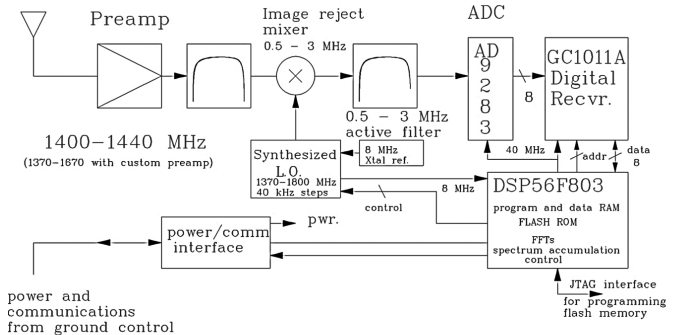 Preamp
Image reject
mixer
0.5 - 3 MHz
ADC
AD
9
2
8
3
8
GC1011A
Digital
Recvr.
0.5 - 3 MHz
active filter
1400-1440 MHz
(1370-1670 with custom preamp)
8 MHz
Xtal ref.
Synthesized
L.O.
1370-1800 MHz
40 kHz steps
40 MHz
addr
data
8
8 MHz
control
DSP56F803
program and data RAM
FLASH ROM
FFTs
spectrum accumulation
control
pwr.
power/comm
interface
power and
communications
from ground control
JTAG interface
for programming
flash memory